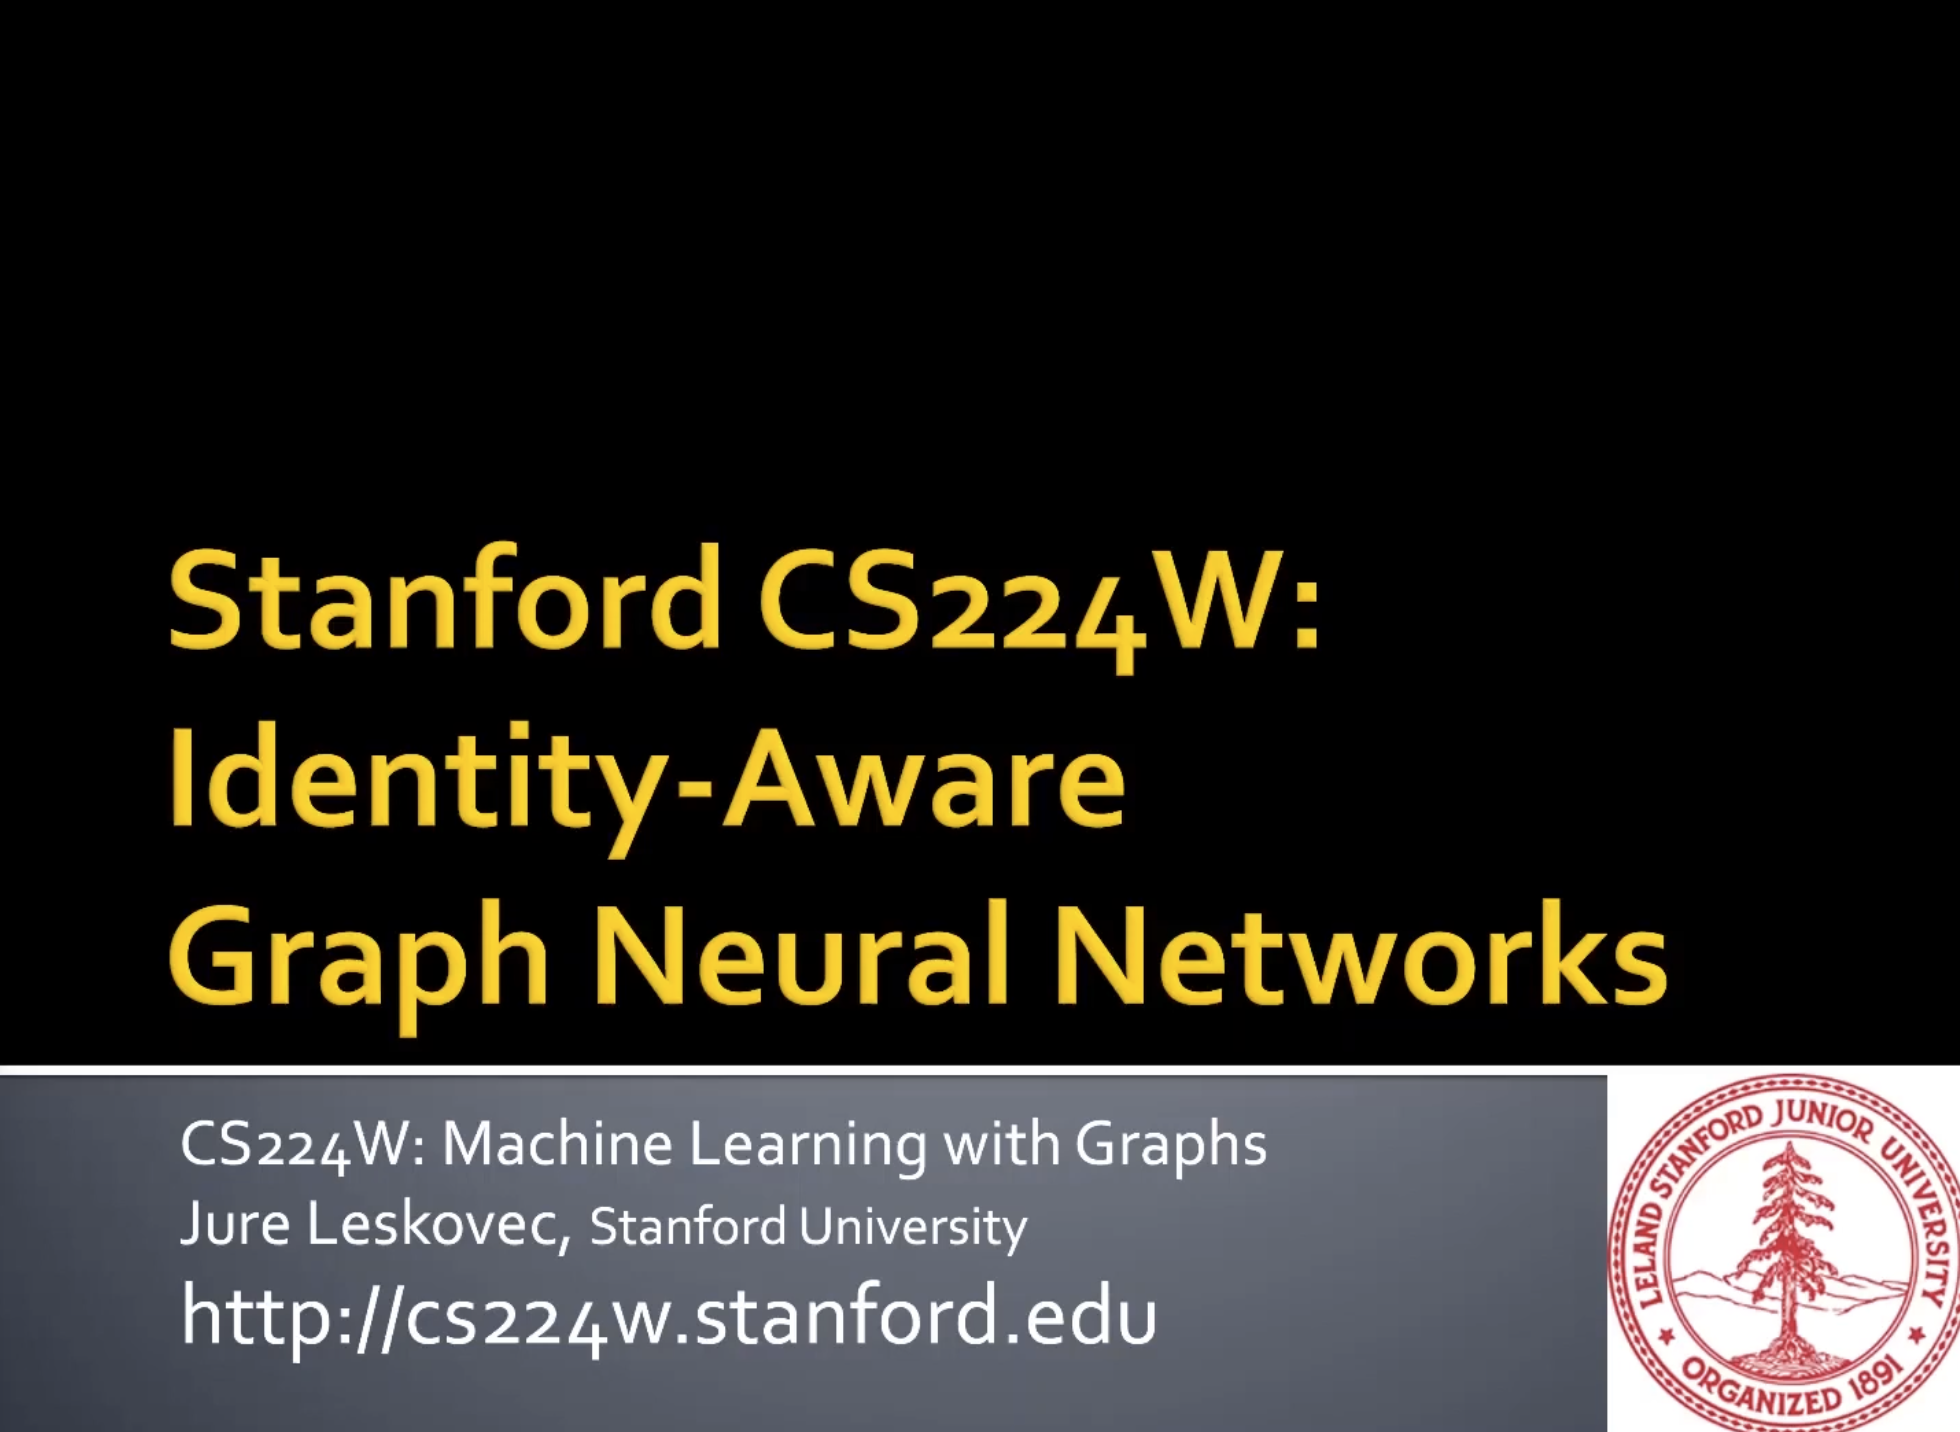 Stanford CS224W:
Identity-Aware
Graph Neural Networks
CS224W: Machine Learning with Graphs
Jure Leskovec, Stanford University
http://cs224w.stanford.edu
LELAND STANFORD JUNIOR UNIVERSITY
ORGANIZED 1891